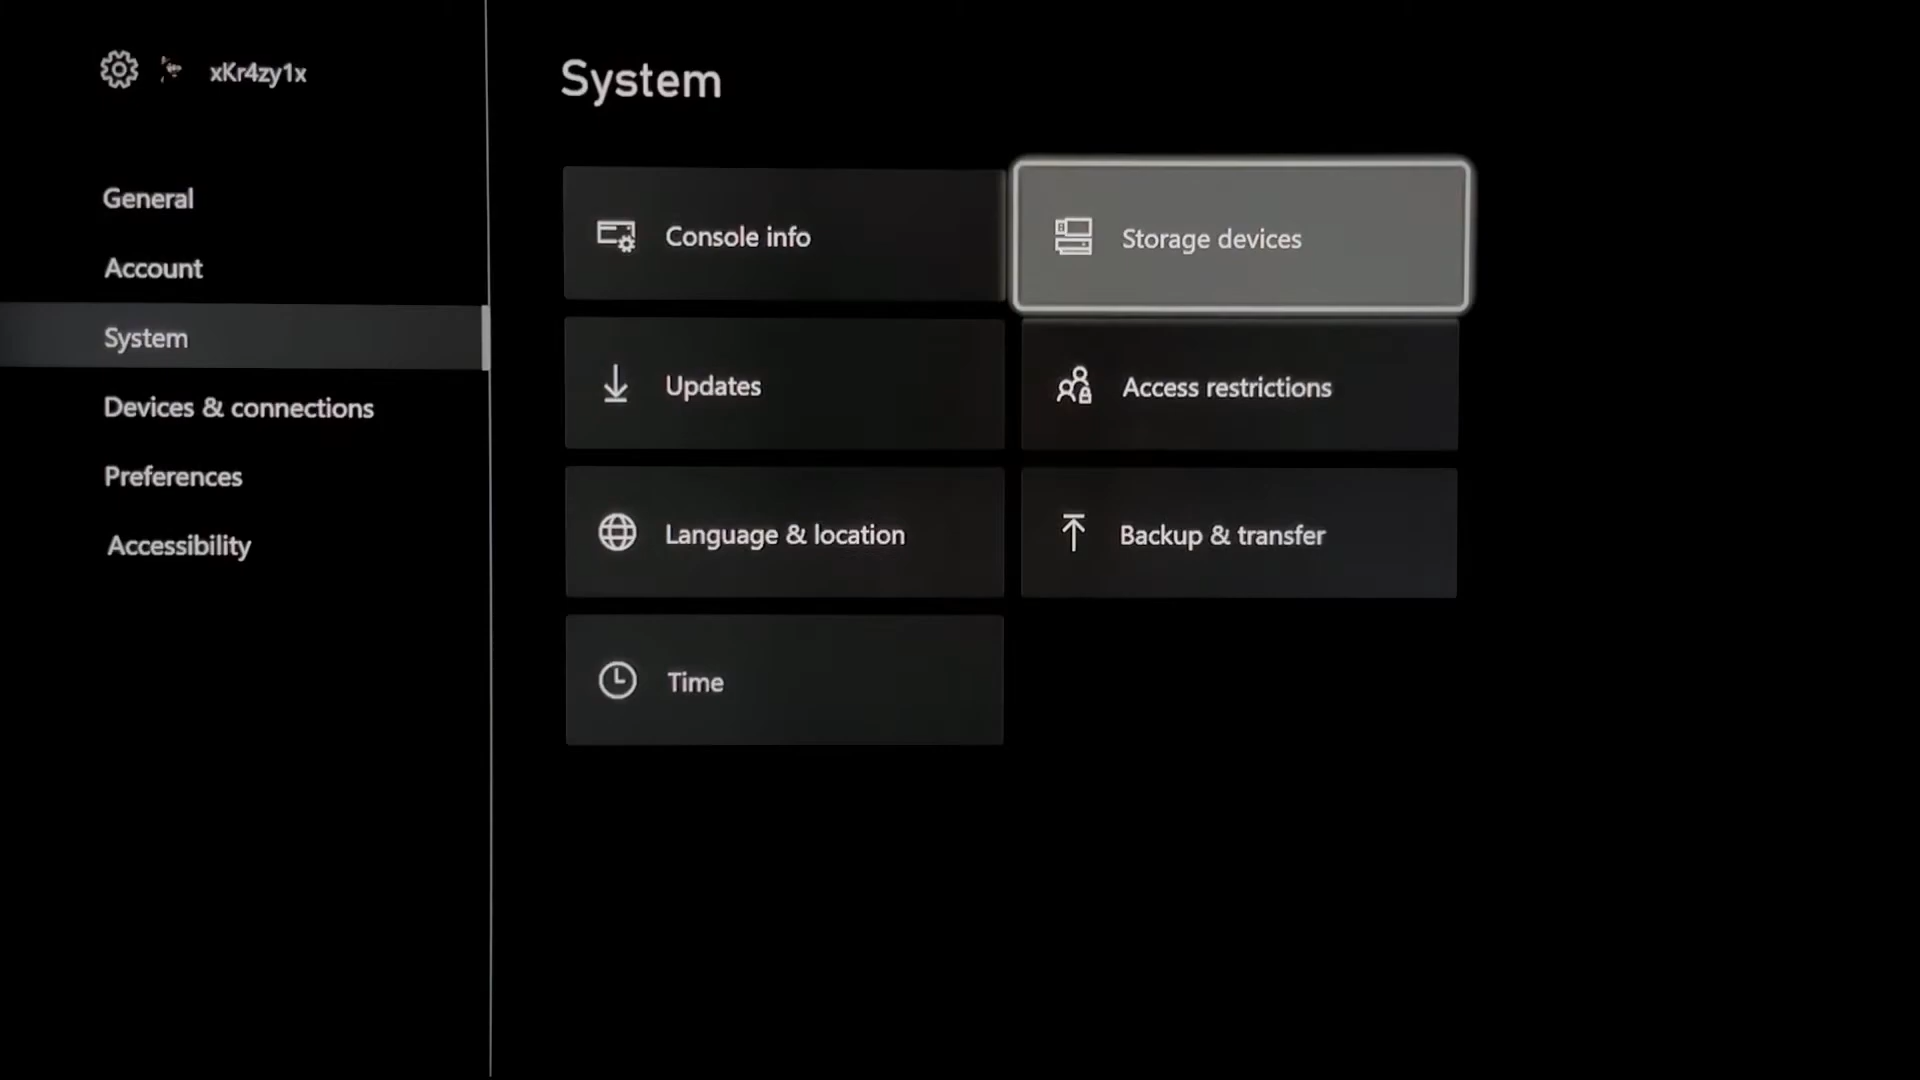 xKr4zy1x
General
Account
System
Devices & connections
Preferences
Accessibility
System
Console info
Storage devices
Updates
Access restrictions
Language & location
Backup & transfer
Time